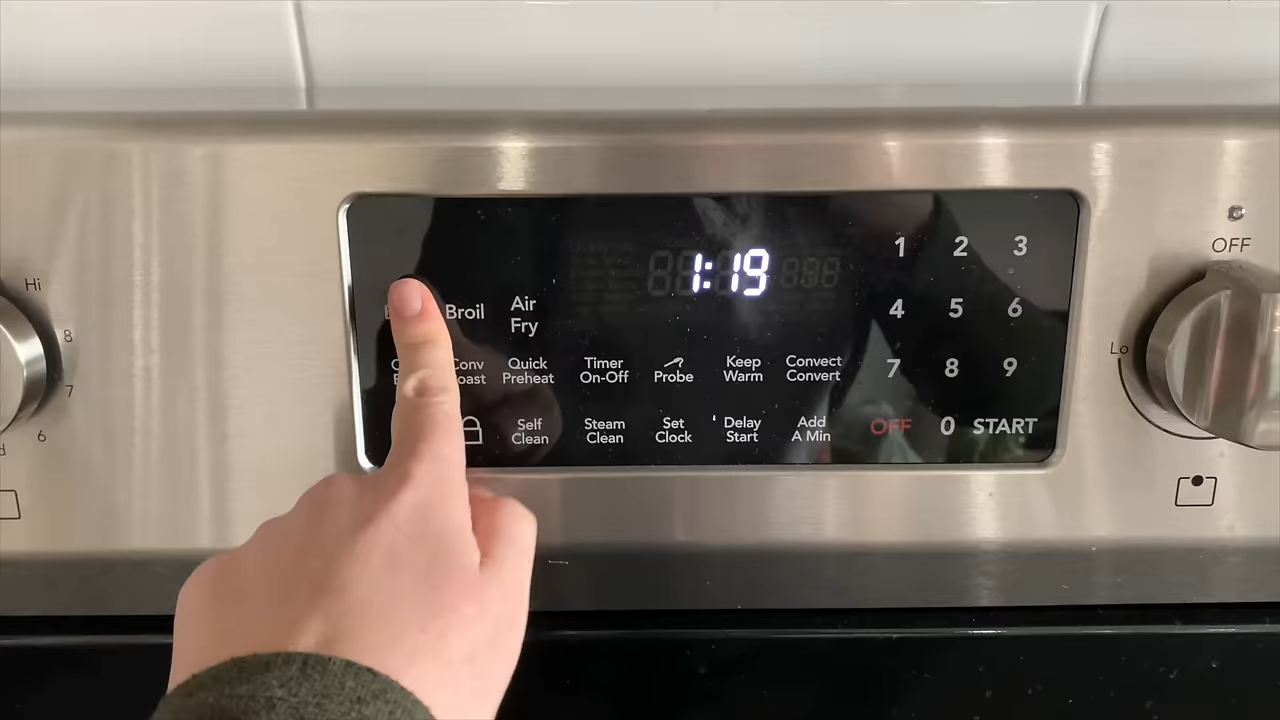 Hi
8
7
6
Broil
Air
Fry
1:19
1 2 3
4 5 6
7 8 9
OFF 0 START
Quick
Preheat
Timer
On-Off
Probe
Keep
Warm
Convect
Convert
Self
Clean
Steam
Clean
Set
Clock
Delay
Start
Add
A Min
OFF
Lo